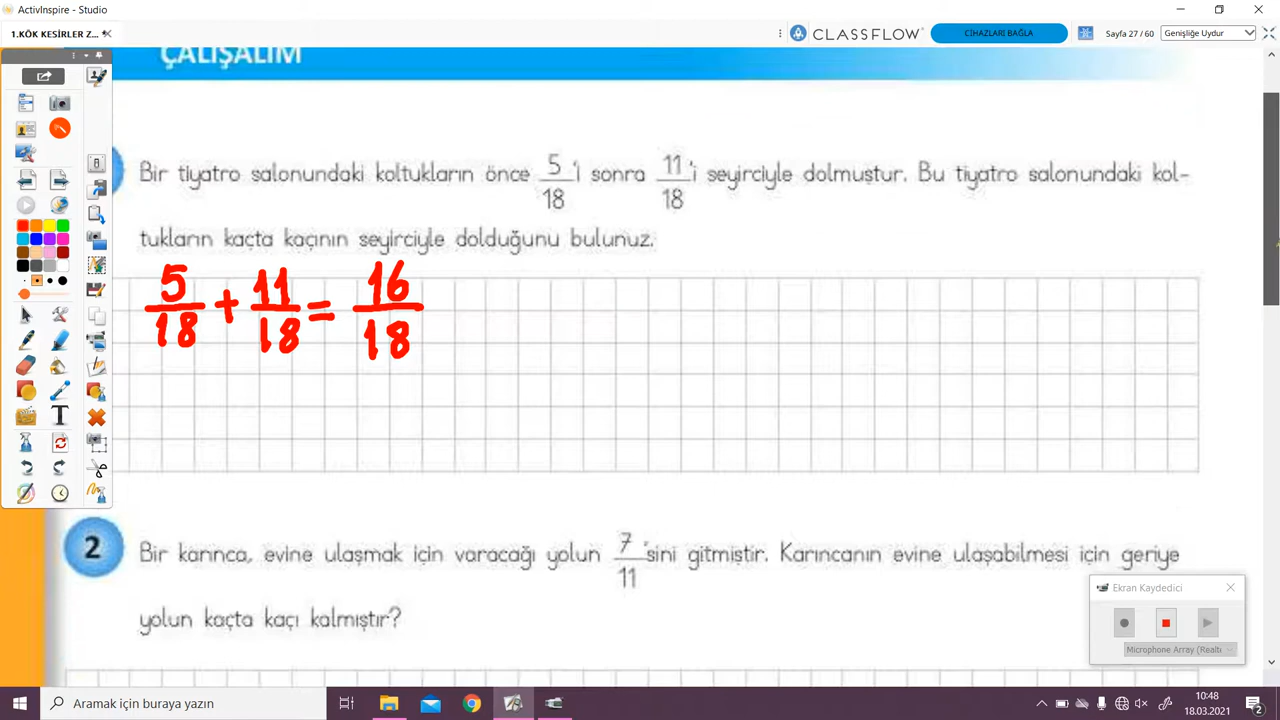 ActivInspire - Studio
1.KÖK KESİRLER Z...
CLASSFLOW
CİHAZLARI BAĞLA
Sayfa 27 / 60
Genişliğe Uydur
ÇALIŞALIM
Bir tiyatro salonundaki koltukların önce 5/18 'i sonra 11/18 'i seyirciyle dolmuştur. Bu tiyatro salonundaki kol-
tukların kaçta kaçının seyirciyle dolduğunu bulunuz.
5/18 + 11/18 = 16/18
2
Bir karınca, evine ulaşmak için varacağı yolun 7/11 'sini gitmiştir. Karıncanın evine ulaşabilmesi için geriye
yolun kaçta kaçı kalmıştır?
Ekran Kaydedici
Microphone Array (Realt
Aramak için buraya yazın
10:48
18.03.2021
2